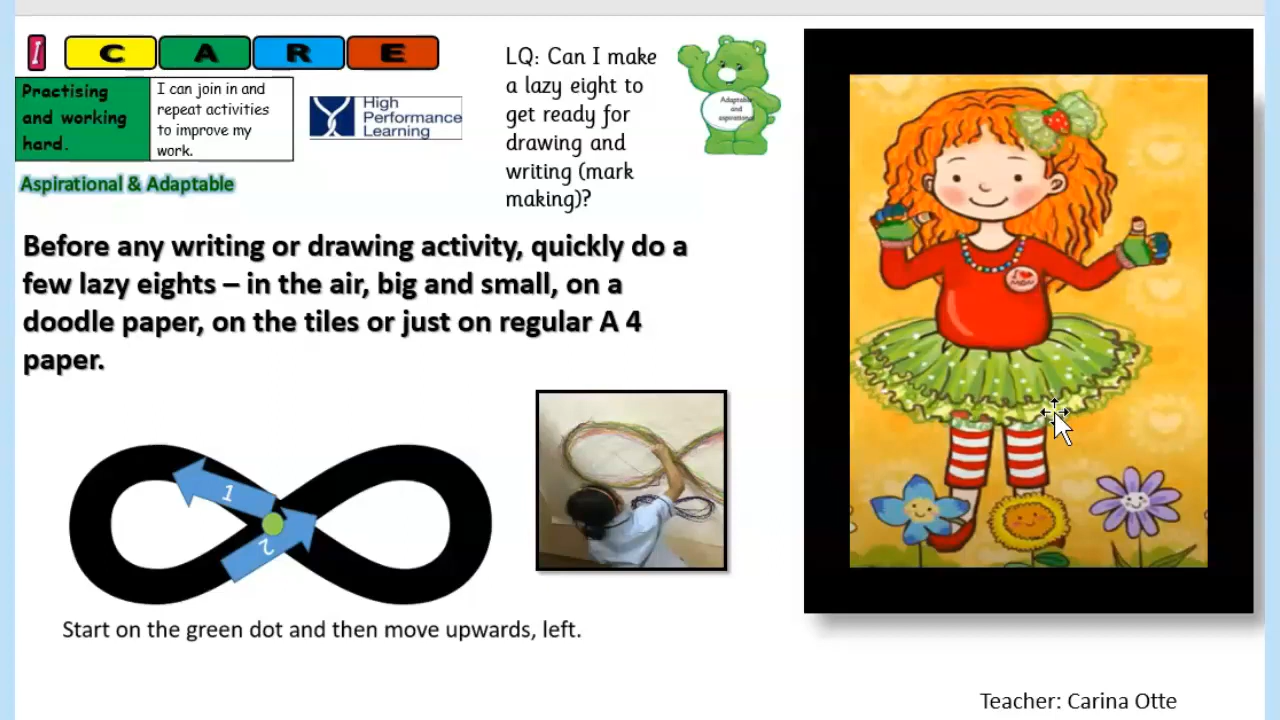 I C A R E
Practising
and working
hard.
I can join in and
repeat activities
to improve my
work.
High
Performance
Learning
LQ: Can I make
a lazy eight to
get ready for
drawing and
writing (mark
making)?
Adaptable
and
aspirational
Aspirational & Adaptable
Before any writing or drawing activity, quickly do a
few lazy eights – in the air, big and small, on a
doodle paper, on the tiles or just on regular A 4
paper.
1
2
Start on the green dot and then move upwards, left.
Teacher: Carina Otte